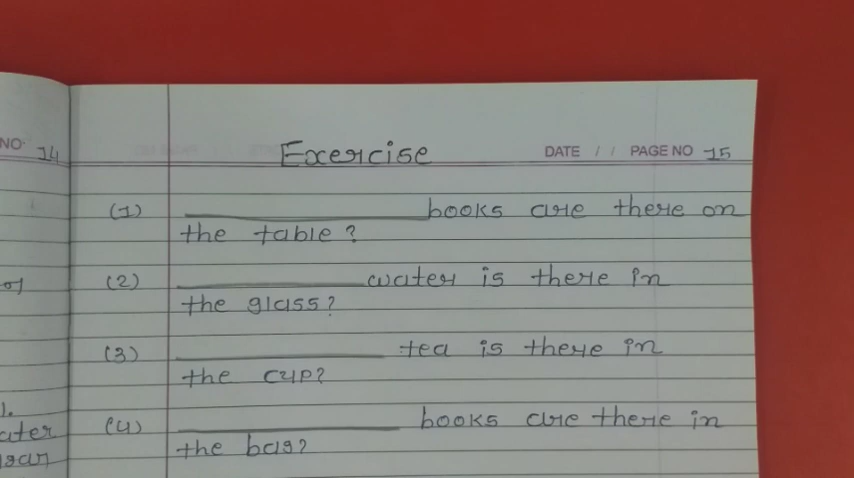 NO. 14
Exercise
DATE / / PAGE NO 15
(1) ____________ books are there on
the table?
(2) ____________ water is there in
the glass?
(3) ____________ tea is there in
the cup?
(4) ____________ books are there in
the bag?